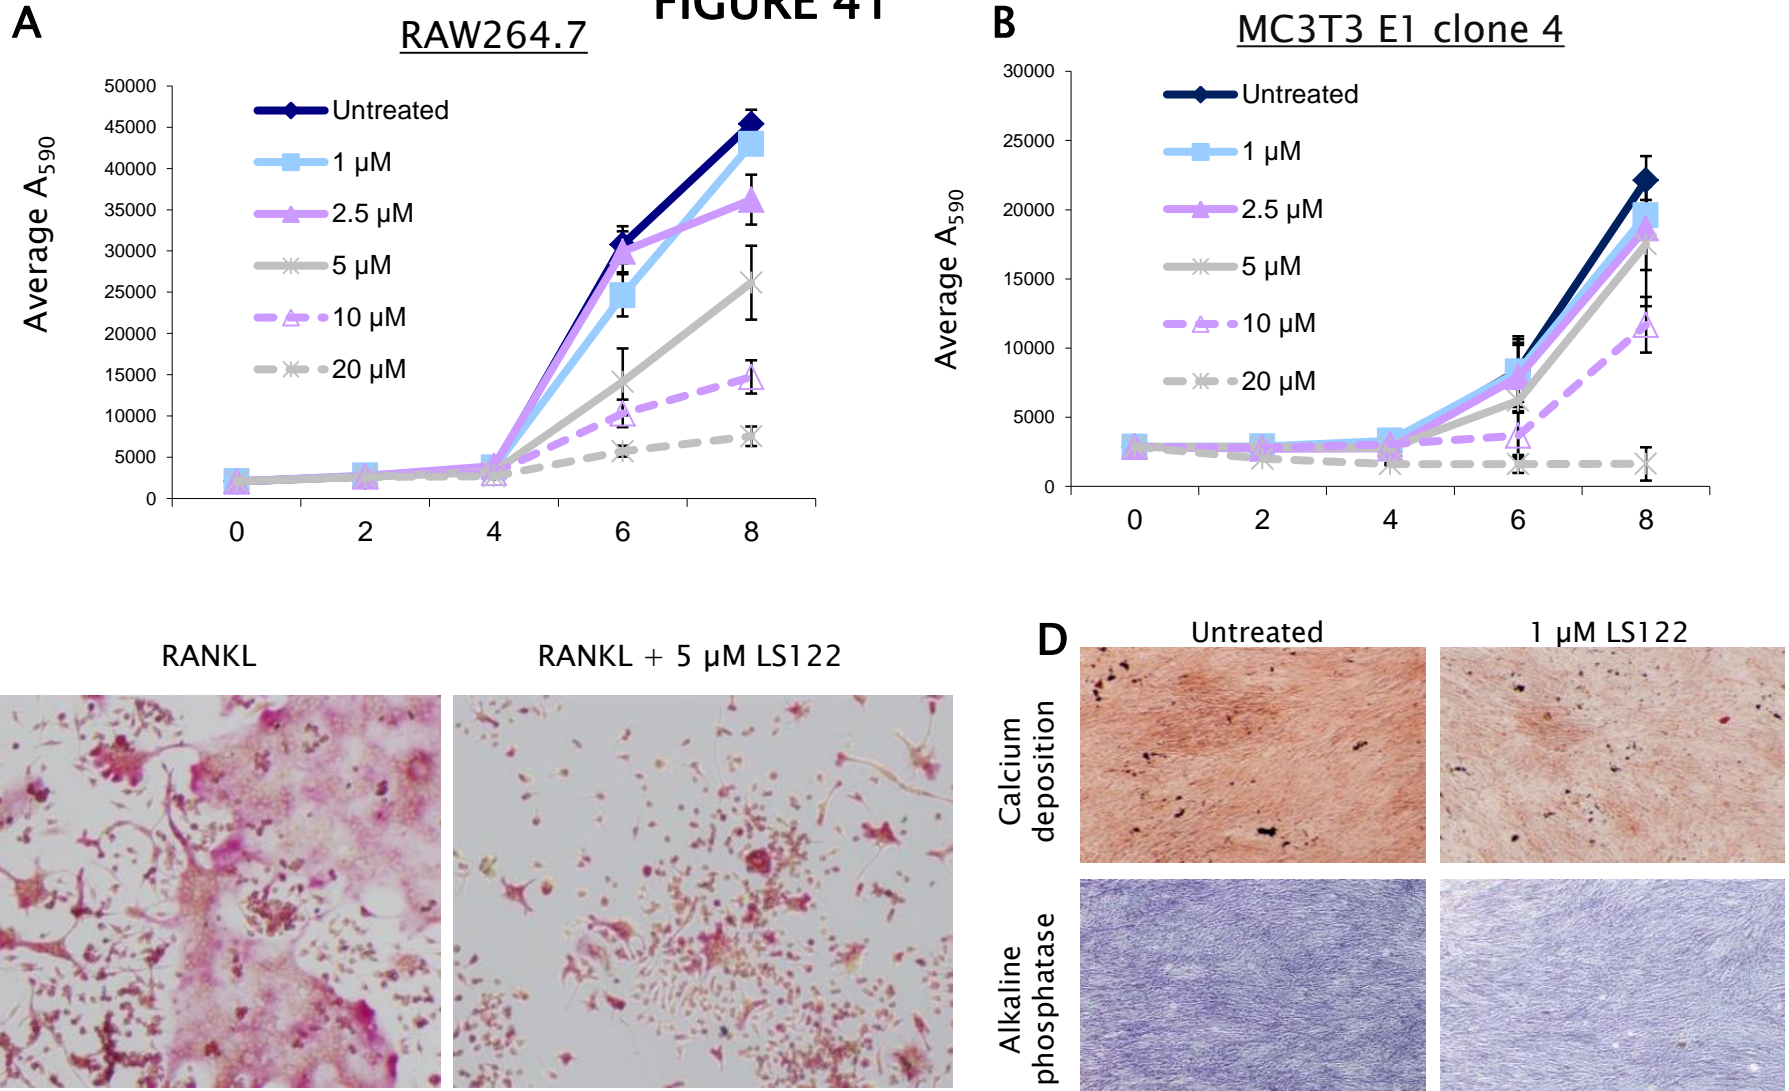 FIGURE 41
A
RAW264.7
Average A590
50000
45000
40000
35000
30000
25000
20000
15000
10000
5000
0
Untreated
1 µM
2.5 µM
5 µM
10 µM
20 µM
0 2 4 6 8
B
MC3T3 E1 clone 4
Average A590
30000
25000
20000
15000
10000
5000
0
Untreated
1 µM
2.5 µM
5 µM
10 µM
20 µM
0 2 4 6 8
RANKL
RANKL + 5 µM LS122
D
Untreated
1 µM LS122
Calcium
deposition
Alkaline
phosphatase